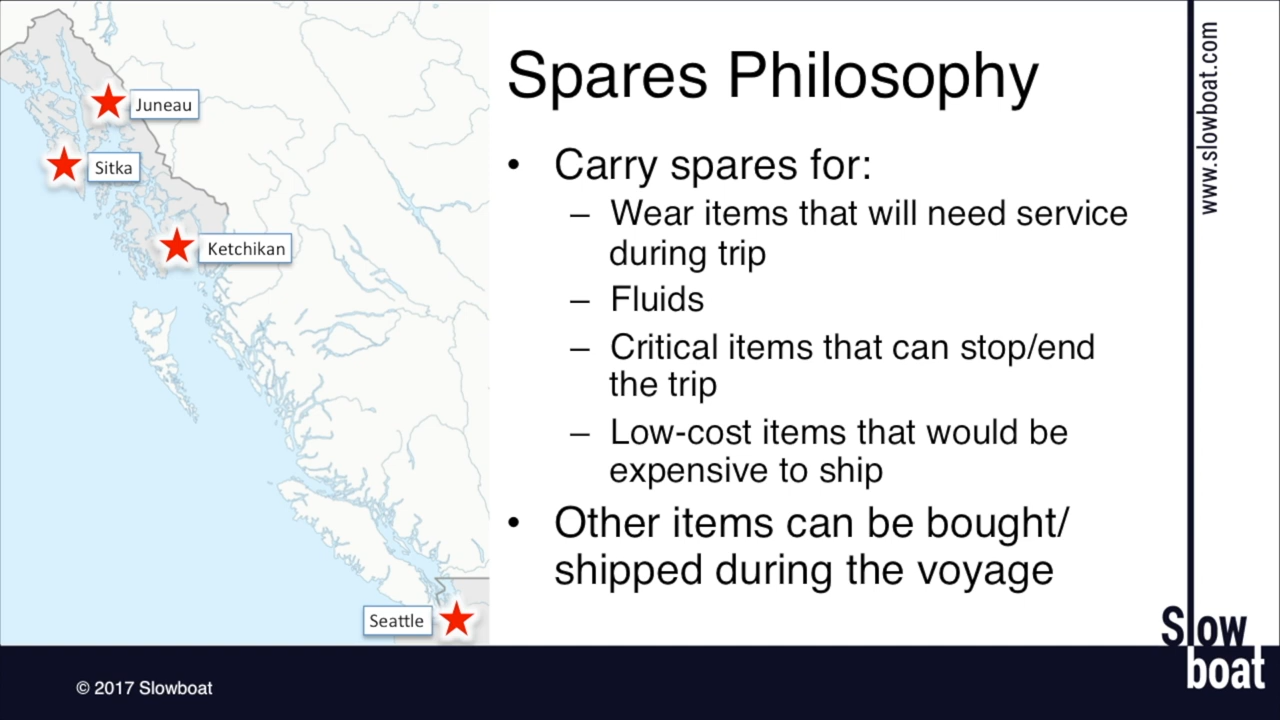 Spares Philosophy
• Carry spares for:
– Wear items that will need service
during trip
– Fluids
– Critical items that can stop/end
the trip
– Low-cost items that would be
expensive to ship
• Other items can be bought/
shipped during the voyage
Juneau
Sitka
Ketchikan
Seattle
www.slowboat.com
Slow
boat
© 2017 Slowboat